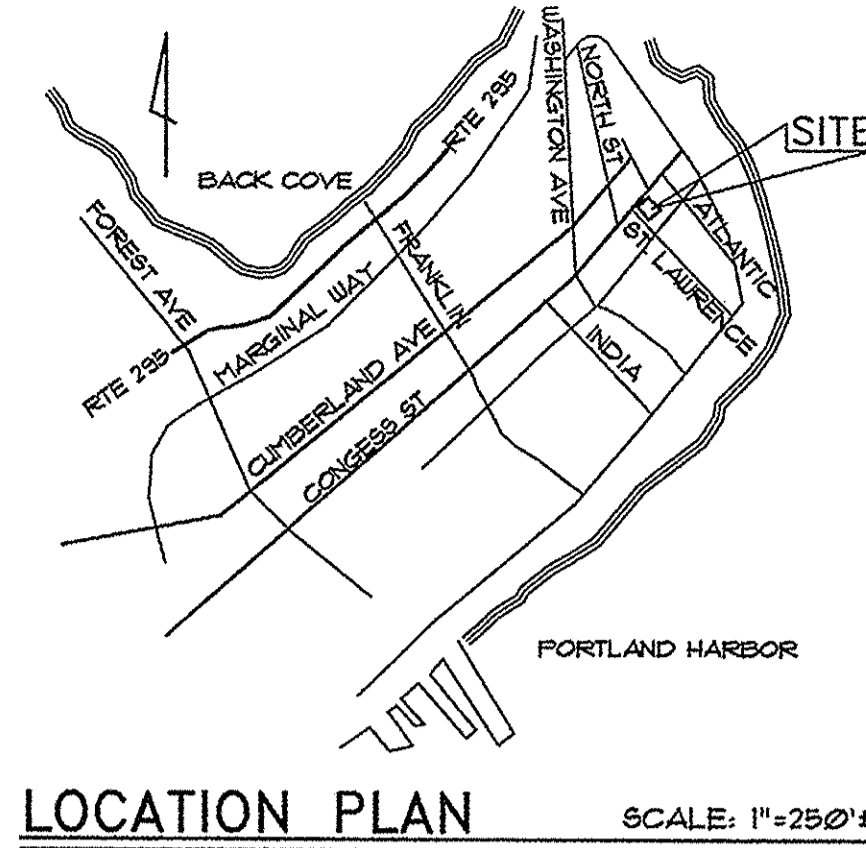 WASHINGTON AVE
NORTH ST
RTE 295
SITE
BACK COVE
FOREST AVE
FRANKLIN
ATLANTIC
ST. LAWRENCE
MARGINAL WAY
RTE 295
CUMBERLAND AVE
INDIA
CONGESS ST
PORTLAND HARBOR
LOCATION PLAN SCALE: 1"=250'±